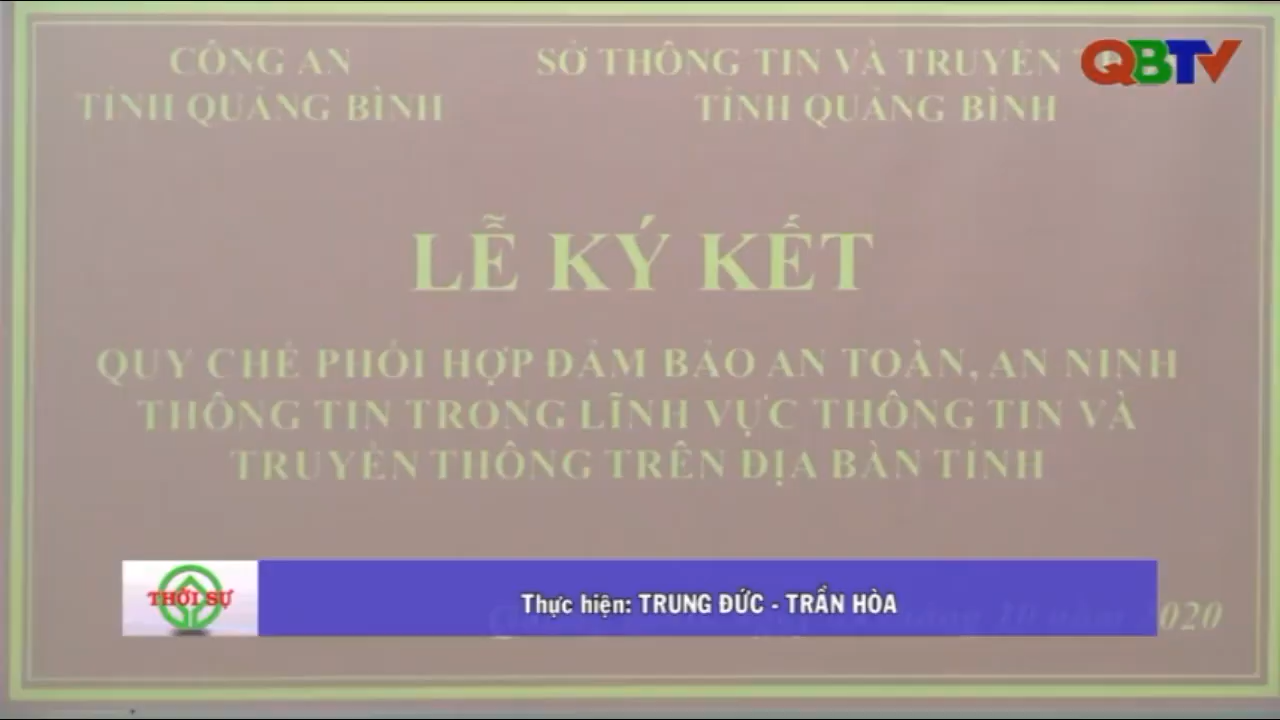 CÔNG AN
TỈNH QUẢNG BÌNH
SỞ THÔNG TIN VÀ TRUYỀN
TỈNH QUẢNG BÌNH
QBTV
LỄ KÝ KẾT
QUY CHẾ PHỐI HỢP ĐẢM BẢO AN TOÀN, AN NINH
THÔNG TIN TRONG LĨNH VỰC THÔNG TIN VÀ
TRUYỀN THÔNG TRÊN ĐỊA BÀN TỈNH
THỜI SỰ
Thực hiện: TRUNG ĐỨC - TRẦN HÒA
năm 2020